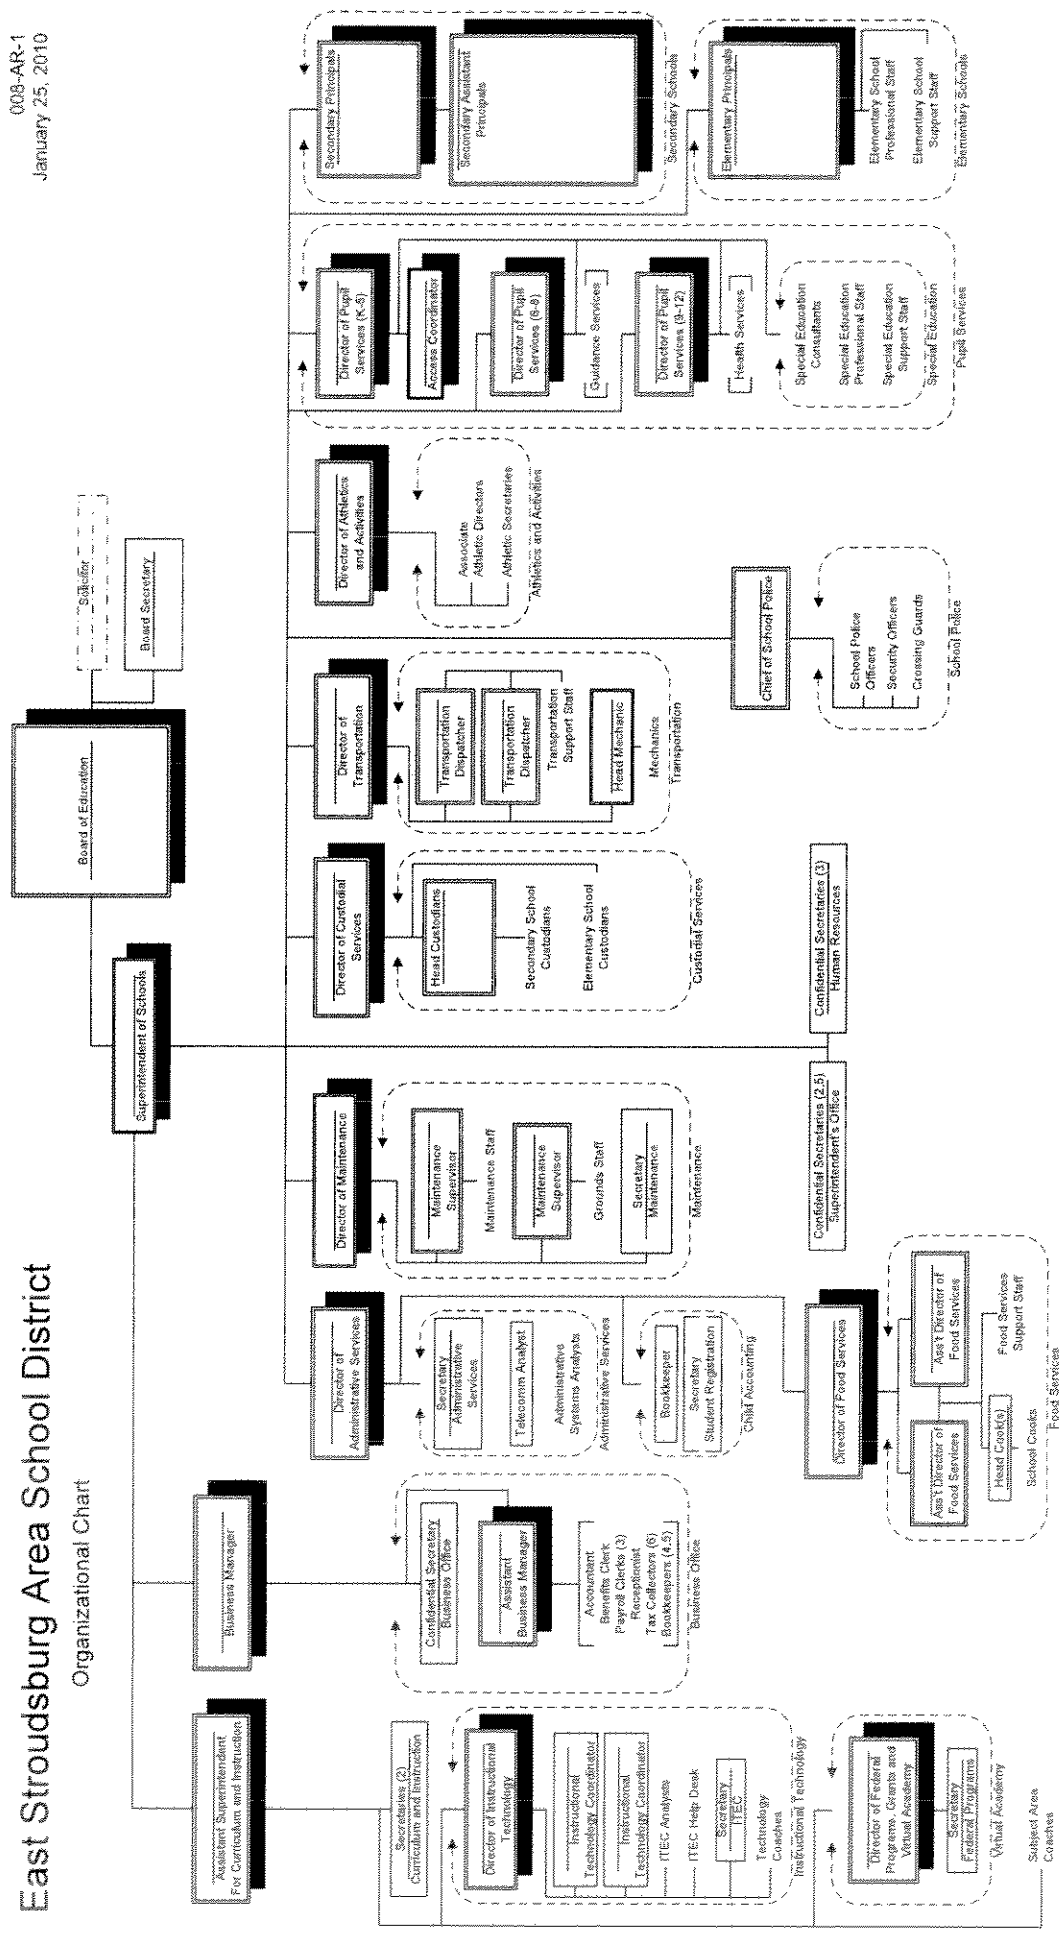 East Stroudsburg Area School District
Organizational Chart
008-AR-1
January 25, 2010
Board of Education
Solicitor
Board Secretary
Superintendent of Schools
Assistant Superintendent
For Curriculum and Instruction
Secretaries (2)
Curriculum and Instruction
Director of Instructional
Technology
Instructional
Technology Coordinator
Instructional
Technology Coordinator
ITEC Analysts
ITEC Help Desk
Secretary
ITEC
Technology
Coaches
Instructional Technology
Director of Federal
Programs, Grants and
Virtual Academy
Secretary
Federal Programs
Virtual Academy
Subject Area
Coaches
Business Manager
Confidential Secretary
Business Office
Assistant
Business Manager
Accountant
Benefits Clerk
Payroll Clerks (3)
Receptionist
Tax Collectors (6)
Bookkeepers (4.5)
Business Office
Director of
Administrative Services
Secretary
Administrative
Services
Telecomm Analyst
Administrative
Systems Analysts
Administrative Services
Bookkeeper
Secretary
Student Registration
Child Accounting
Director of Food Services
Ass't Director of
Food Services
Ass't Director of
Food Services
Head Cook(s)
School Cooks
Food Services
Support Staff
Food Services
Director of Maintenance
Maintenance
Supervisor
Maintenance Staff
Maintenance
Supervisor
Grounds Staff
Secretary
Maintenance
Maintenance
Confidential Secretaries (2.5)
Superintendent's Office
Confidential Secretaries (3)
Human Resources
Director of Custodial
Services
Head Custodians
Secondary School
Custodians
Elementary School
Custodians
Custodial Services
Director of
Transportation
Transportation
Dispatcher
Transportation
Dispatcher
Transportation
Support Staff
Head Mechanic
Mechanics
Transportation
Chief of School Police
School Police
Officers
Security Officers
Crossing Guards
School Police
Director of Athletics
and Activities
Associate
Athletic Directors
Athletic Secretaries
Athletics and Activities
Director of Pupil
Services (K-5)
Access Coordinator
Director of Pupil
Services (6-8)
Guidance Services
Director of Pupil
Services (9-12)
Health Services
Special Education
Consultants
Special Education
Professional Staff
Special Education
Support Staff
Special Education
Pupil Services
Secondary Principals
Secondary Assistant
Principals
Secondary Schools
Elementary Principals
Elementary School
Professional Staff
Elementary School
Support Staff
Elementary Schools